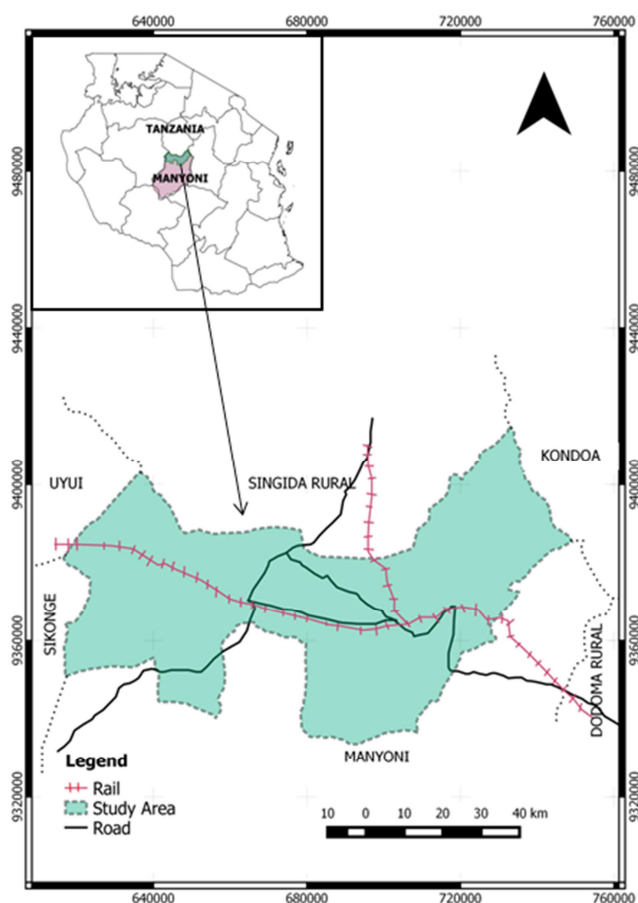 640000 680000 720000 760000
TANZANIA
MANYONI
9480000 9480000
9440000 9440000
KONDOA
UYUI SINGIDA RURAL
9400000 9400000
SIKONGE
9360000 9360000
DODOMA RURAL
MANYONI
Legend
Rail
Study Area
Road
9320000 9320000
10 0 10 20 30 40 km
640000 680000 720000 760000